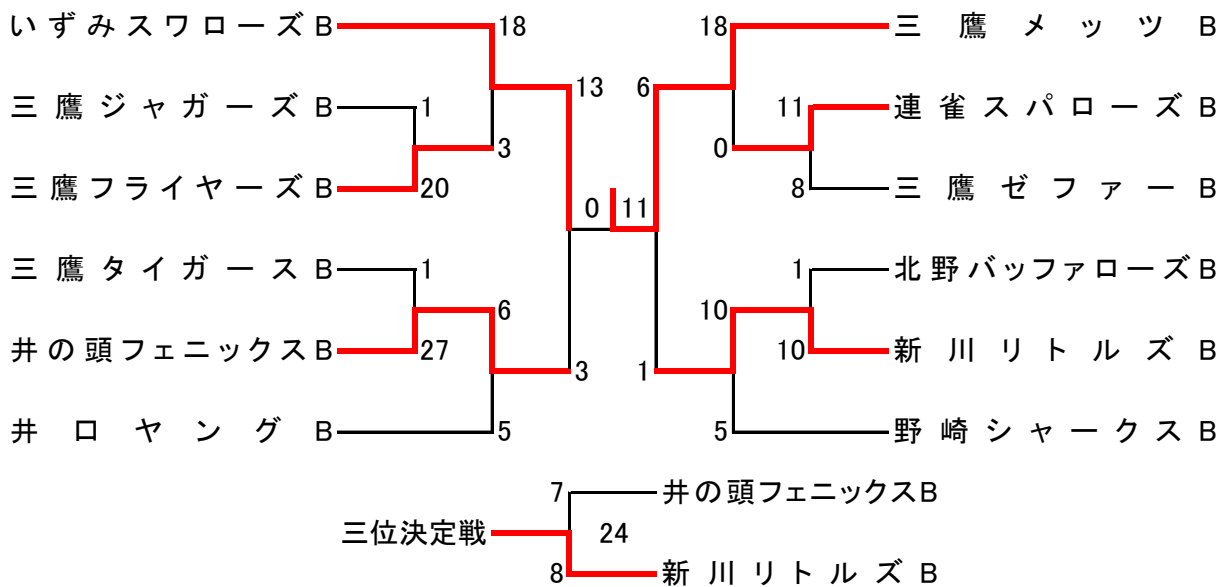 いずみスワローズB 18 18 三鷹メッツB
13 6
三鷹ジャガーズB 1 11 連雀スパローズB
3 0
三鷹フライヤーズB 20 8 三鷹ゼファーB
0 11
三鷹タイガースB 1 1 北野バッファローズB
6 10
井の頭フェニックスB 27 10 新川リトルズB
3 1
井口ヤングB 5 5 野崎シャークスB
7 井の頭フェニックスB
三位決定戦 24
8 新川リトルズB